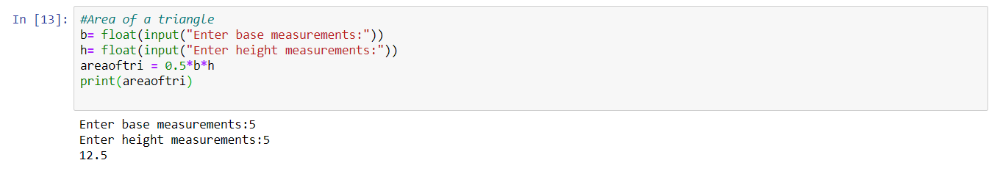 In [13]: #Area of a triangle
b= float(input("Enter base measurements:"))
h= float(input("Enter height measurements:"))
areaoftri = 0.5*b*h
print(areaoftri)
Enter base measurements:5
Enter height measurements:5
12.5